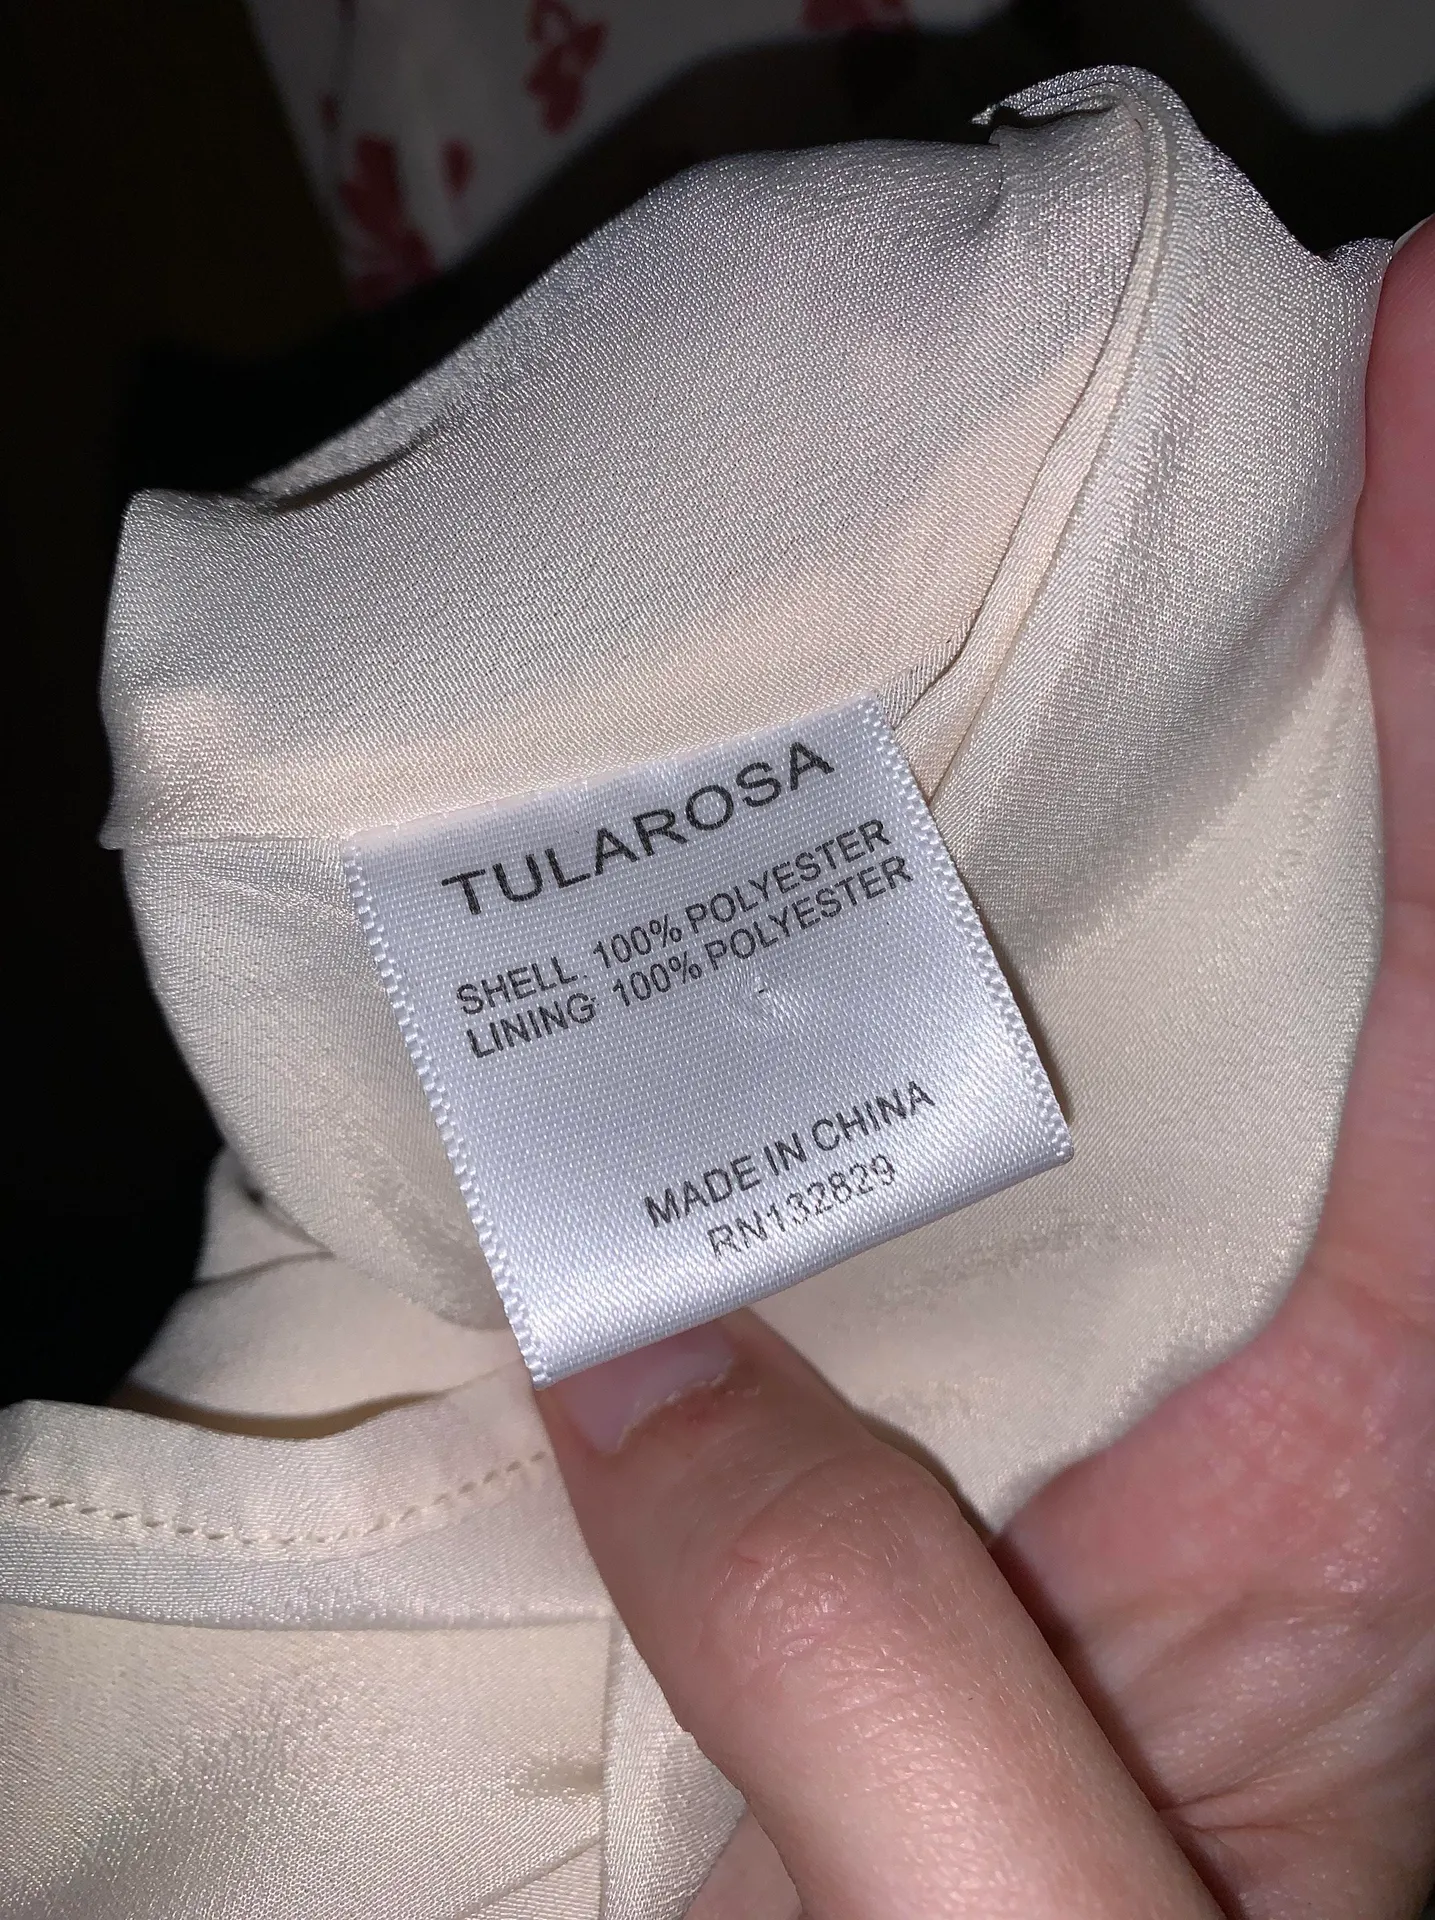 TULAROSA
SHELL: 100% POLYESTER
LINING: 100% POLYESTER
MADE IN CHINA
RN132829